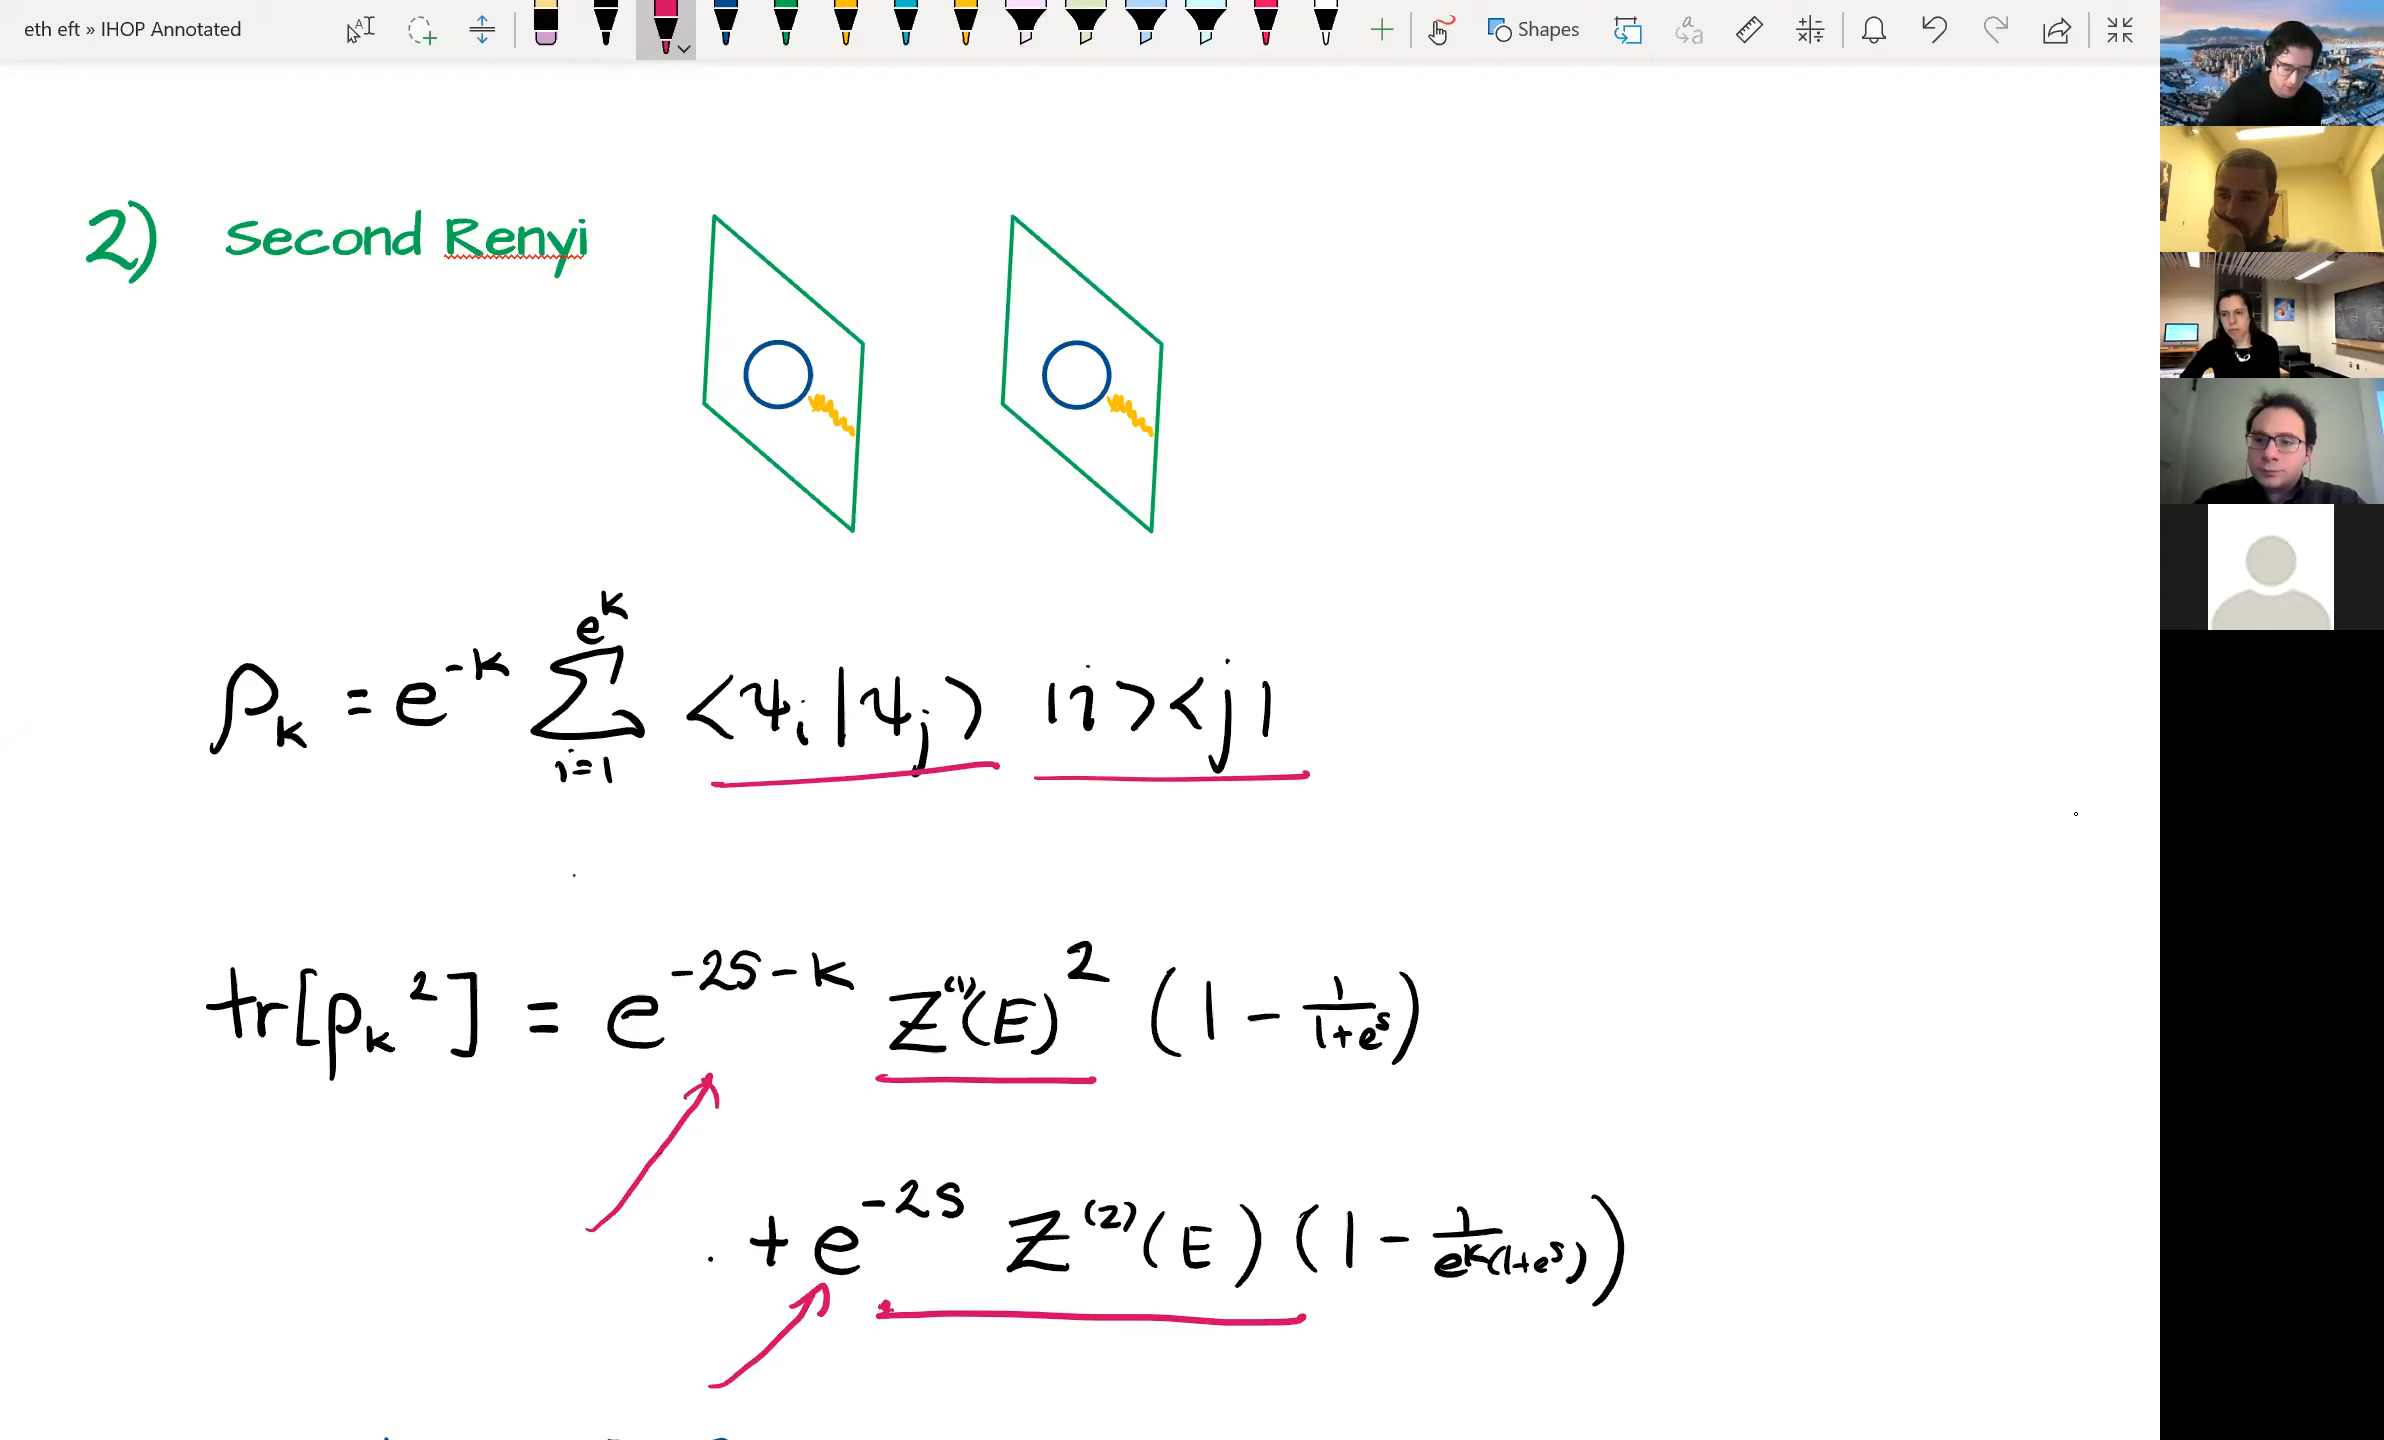 eth eft » IHOP Annotated
Shapes
2) Second Renyi
ρ_k = e^{-k} Σ_{i=1}^{e^k} <ψ_i|ψ_j> |i><j|
tr[ρ_k^2] = e^{-2S-k} Z^{(1)}(E)^2 (1 - 1/(1+e^s))
+ e^{-2S} Z^{(2)}(E) (1 - 1/(e^k(1+e^s)))